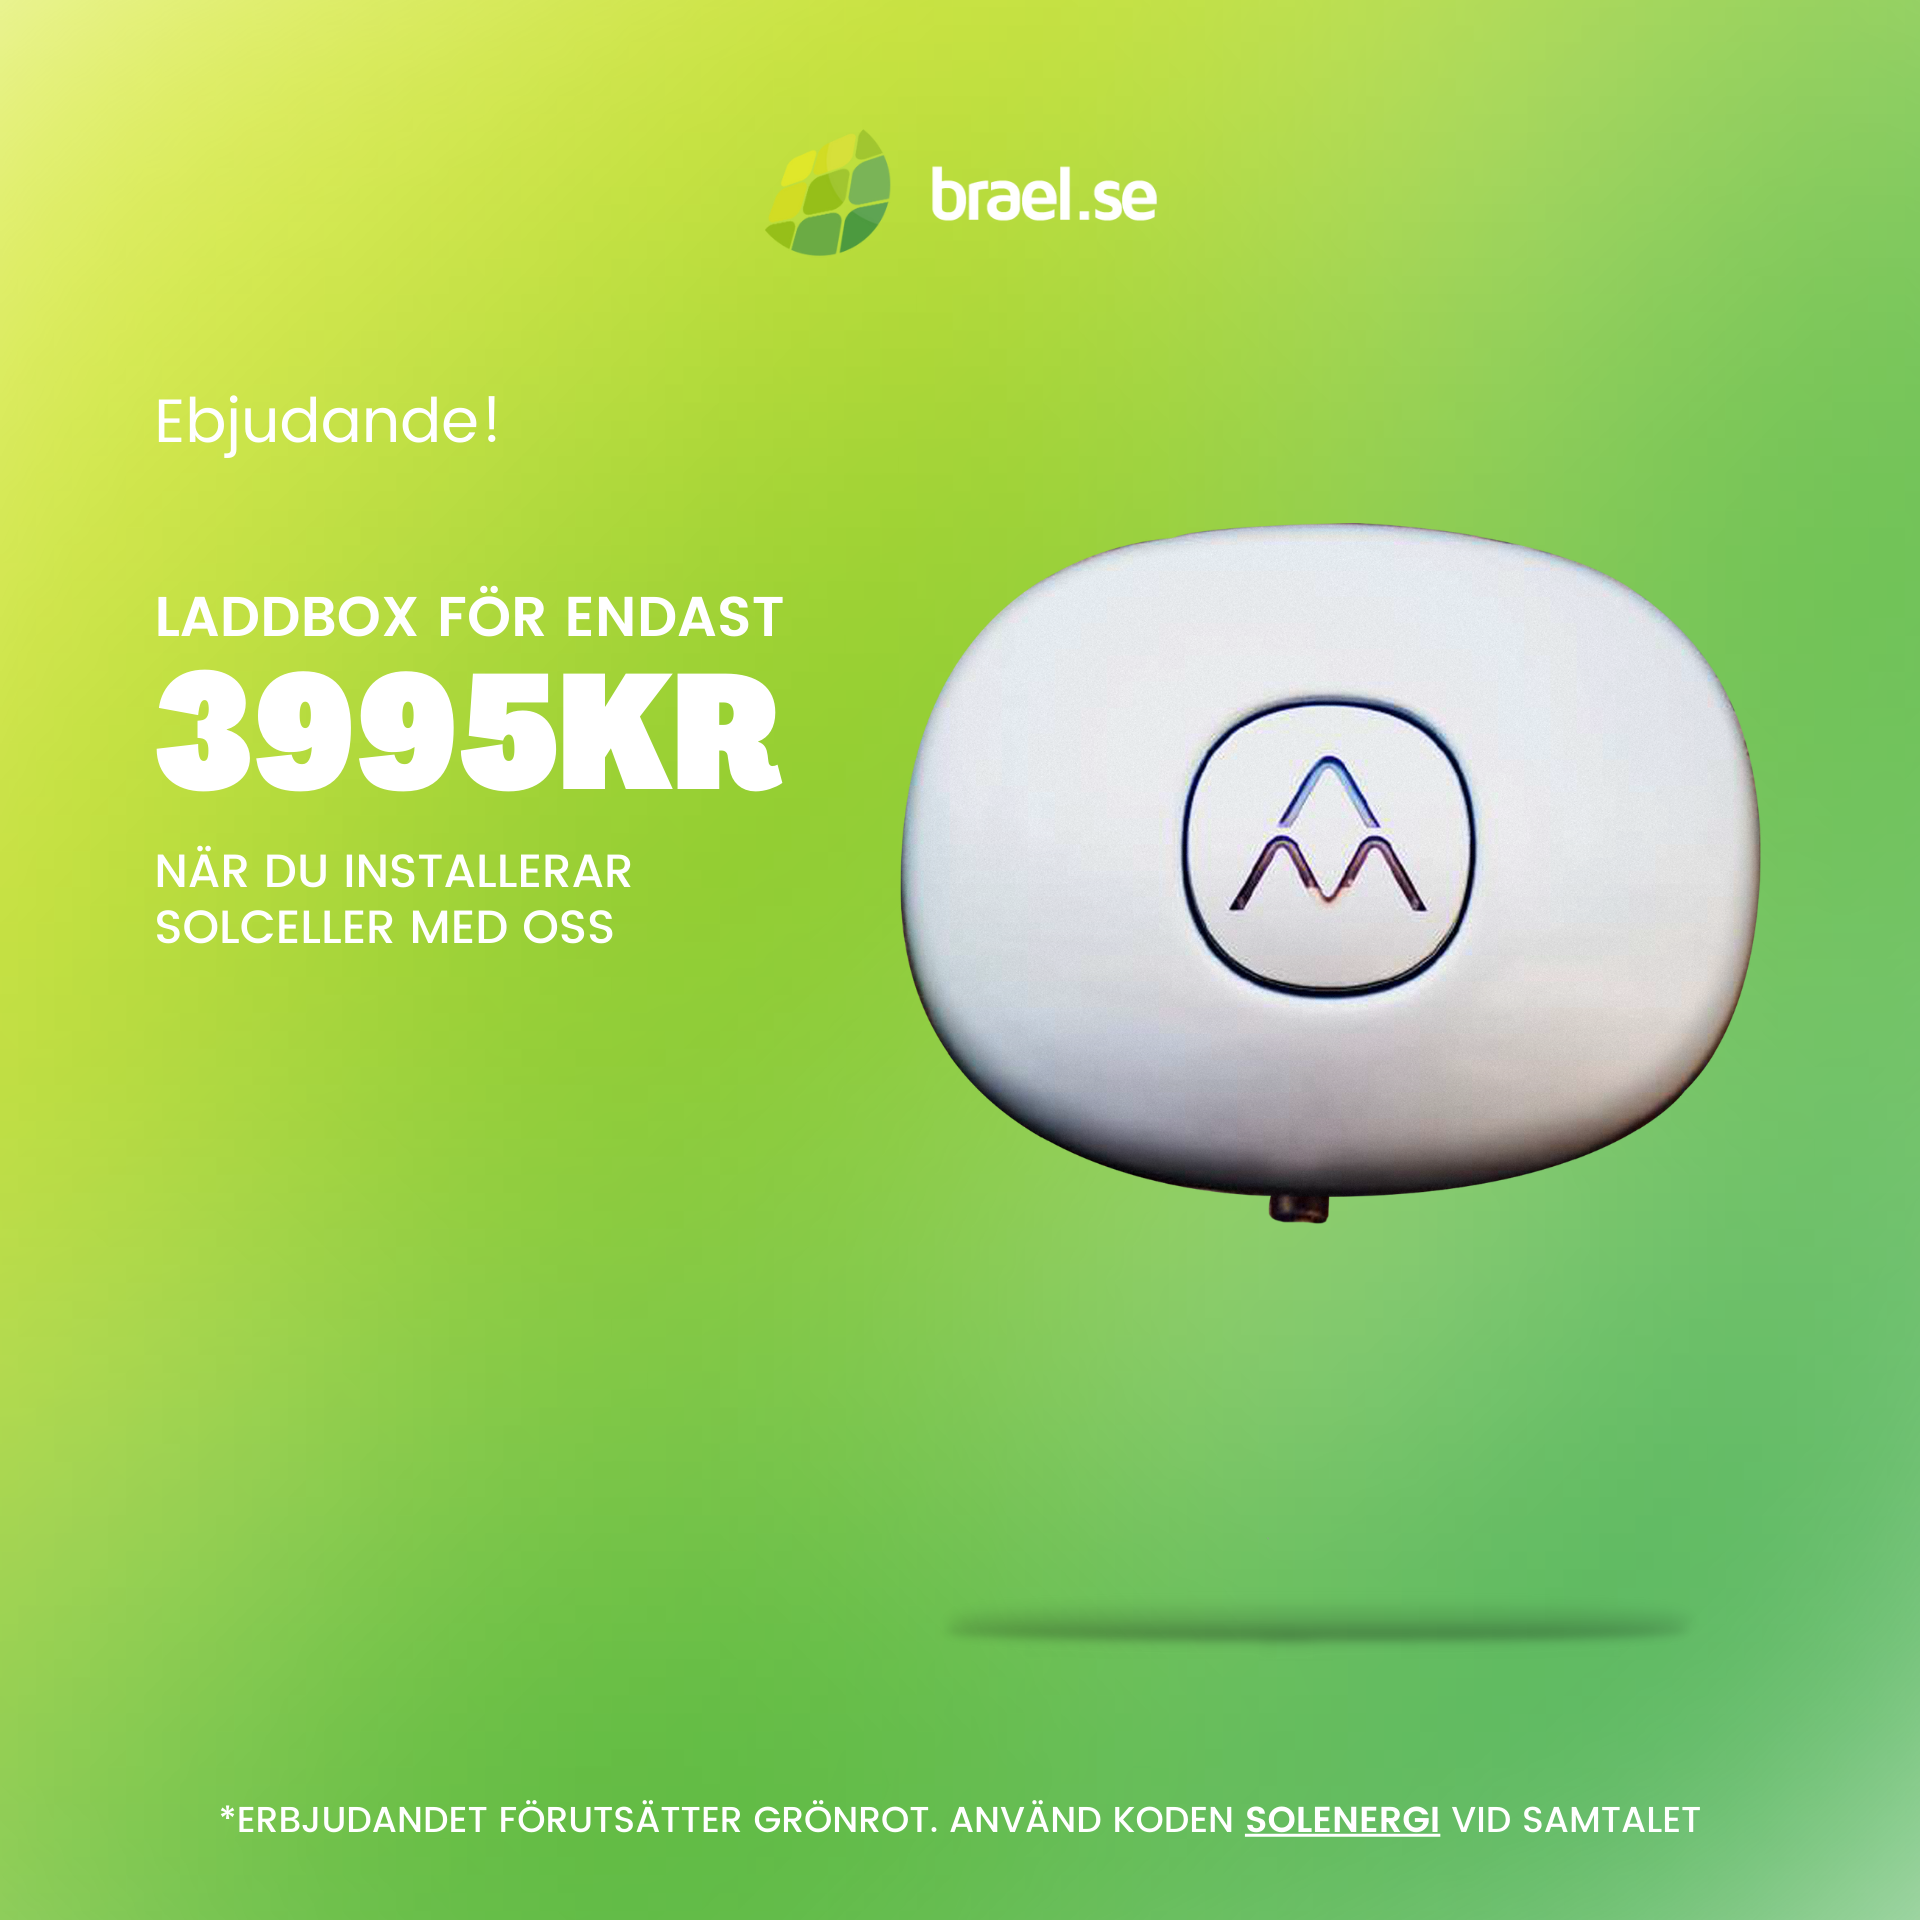 brael.se
Ebjudande!
LADDBOX FÖR ENDAST
3995KR
NÄR DU INSTALLERAR
SOLCELLER MED OSS
*ERBJUDANDET FÖRUTSÄTTER GRÖNROT. ANVÄND KODEN SOLENERGI VID SAMTALET